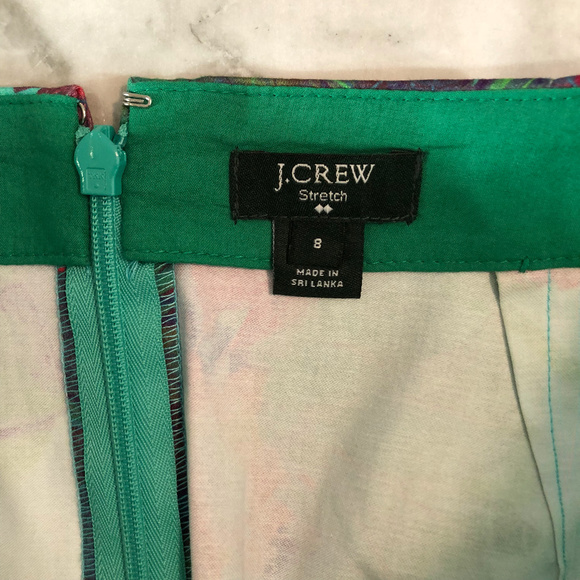 J.CREW
Stretch
8
MADE IN
SRI LANKA